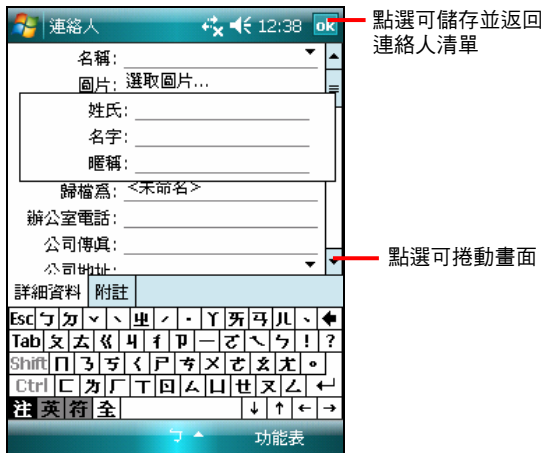 連絡人 12:38 ok
點選可儲存並返回
連絡人清單
名稱:
圖片: 選取圖片...
姓氏:
名字:
暱稱:
歸檔為: <未命名>
辦公室電話:
公司傳真:
公司地址:
點選可捲動畫面
詳細資料 附註
Esc ㄅ ㄉ ˇ ˋ ㄓ ˊ ˙ ㄚ ㄞ ㄢ ㄦ 、
Tab ㄆ ㄊ ㄍ ㄐ ㄔ ㄗ ㄧ ㄛ ㄟ ㄣ ! ?
Shift ㄇ ㄋ ㄎ ㄑ ㄕ ㄘ ㄨ ㄜ ㄠ ㄤ 。
Ctrl ㄈ ㄌ ㄏ ㄒ ㄖ ㄙ ㄩ ㄝ ㄡ ㄥ ↵
注 英 符 全 ↓ ↑ ← →
ㄅ 功能表